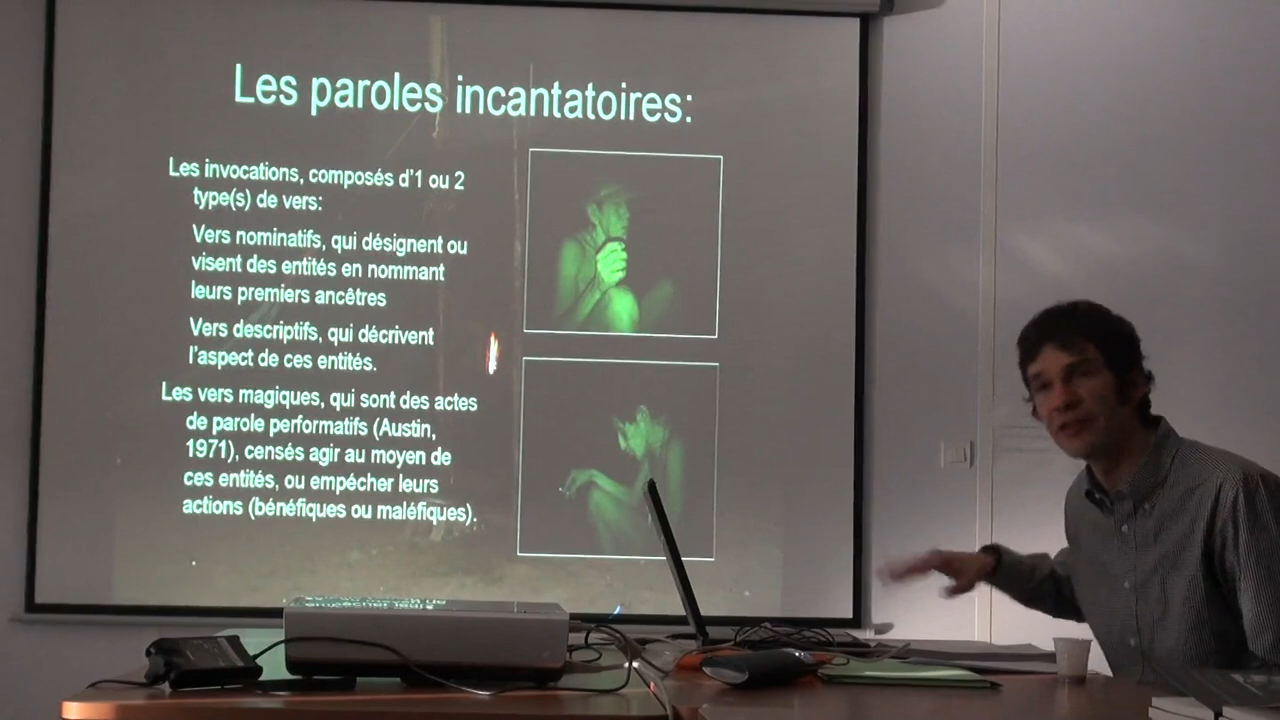 Les paroles incantatoires:
Les invocations, composés d'1 ou 2
type(s) de vers:
Vers nominatifs, qui désignent ou
visent des entités en nommant
leurs premiers ancêtres
Vers descriptifs, qui décrivent
l'aspect de ces entités.
Les vers magiques, qui sont des actes
de parole performatifs (Austin,
1971), censés agir au moyen de
ces entités, ou empécher leurs
actions (bénéfiques ou maléfiques).
empécher leurs